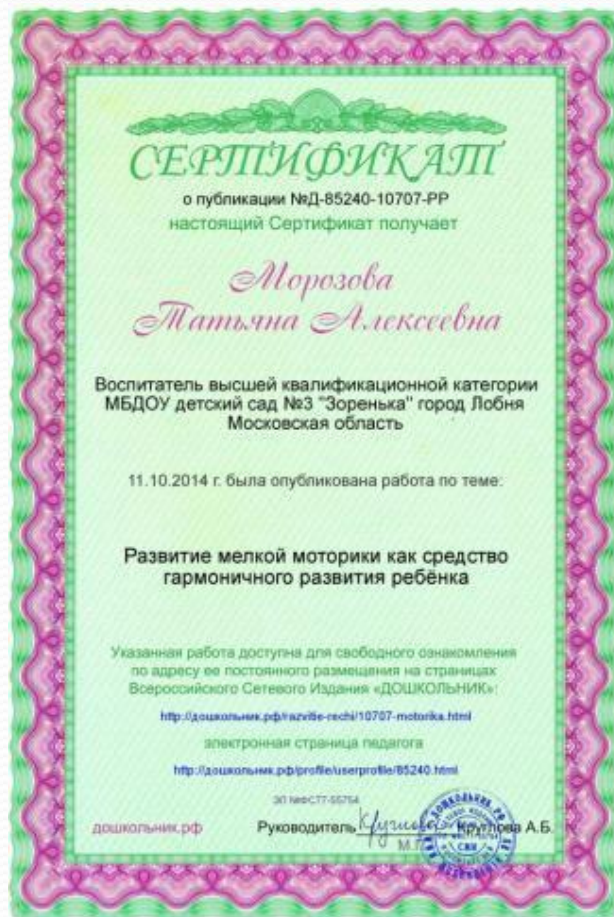 СЕРТИФИКАТ
о публикации №Д-85240-10707-РР
настоящий Сертификат получает
Морозова
Татьяна Алексеевна
Воспитатель высшей квалификационной категории
МБДОУ детский сад №3 "Зоренька" город Лобня
Московская область
11.10.2014 г. была опубликована работа по теме:
Развитие мелкой моторики как средство
гармоничного развития ребёнка
Указанная работа доступна для свободного ознакомления
по адресу ее постоянного размещения на страницах
Всероссийского Сетевого Издания «ДОШКОЛЬНИК»:
http://дошкольник.рф/razvitie-rechi/10707-motorika.html
электронная страница педагога
http://дошкольник.рф/profile/userprofile/85240.html
ЭЛ №ФС77-55754
дошкольник.рф Руководитель Круглова А.Б.
М.П.